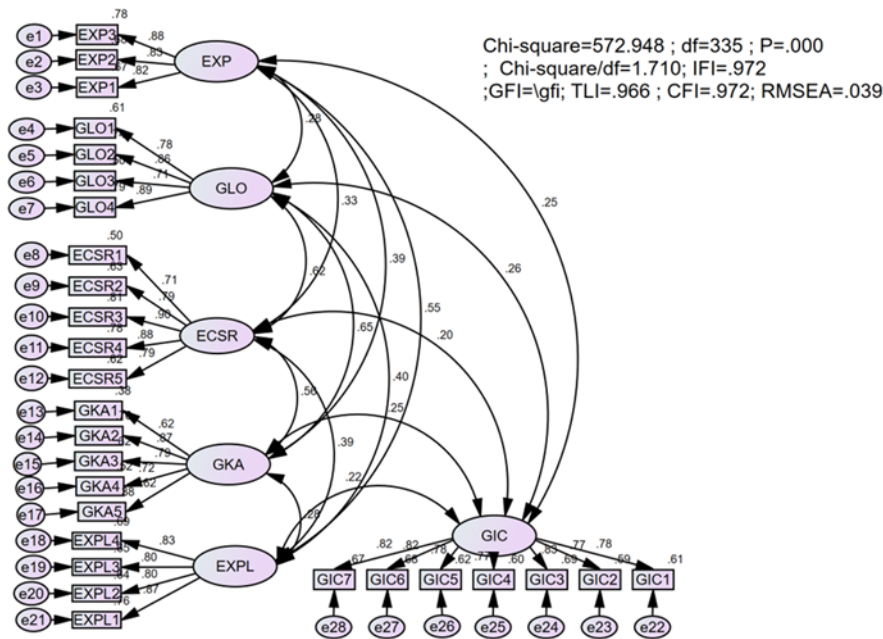 Chi-square=572.948 ; df=335 ; P=.000
; Chi-square/df=1.710; IFI=.972
;GFI=\gfi; TLI=.966 ; CFI=.972; RMSEA=.039
.78
e1 EXP3 .88
e2 EXP2 .83
e3 EXP1 .82
EXP
.61
e4 GLO1 .78
e5 GLO2 .86
e6 GLO3 .71
e7 GLO4 .89
GLO
.50
e8 ECSR1 .71
.63
e9 ECSR2 .79
.81
e10 ECSR3 .90
.78
e11 ECSR4 .88
.62
e12 ECSR5 .79
ECSR
.38
e13 GKA1 .62
e14 GKA2 .87
e15 GKA3 .79
e16 GKA4 .72
e17 GKA5 .62
GKA
.69
e18 EXPL4 .83
e19 EXPL3 .80
e20 EXPL2 .80
.76
e21 EXPL1 .87
EXPL
.28
.33
.39
.55
.25
.62
.65
.40
.26
.56
.39
.20
.28
.25
.22
GIC
.82 .82 .78 .77 .83 .77 .78
.67 .68 .62 .60 .69 .59 .61
GIC7 GIC6 GIC5 GIC4 GIC3 GIC2 GIC1
e28 e27 e26 e25 e24 e23 e22